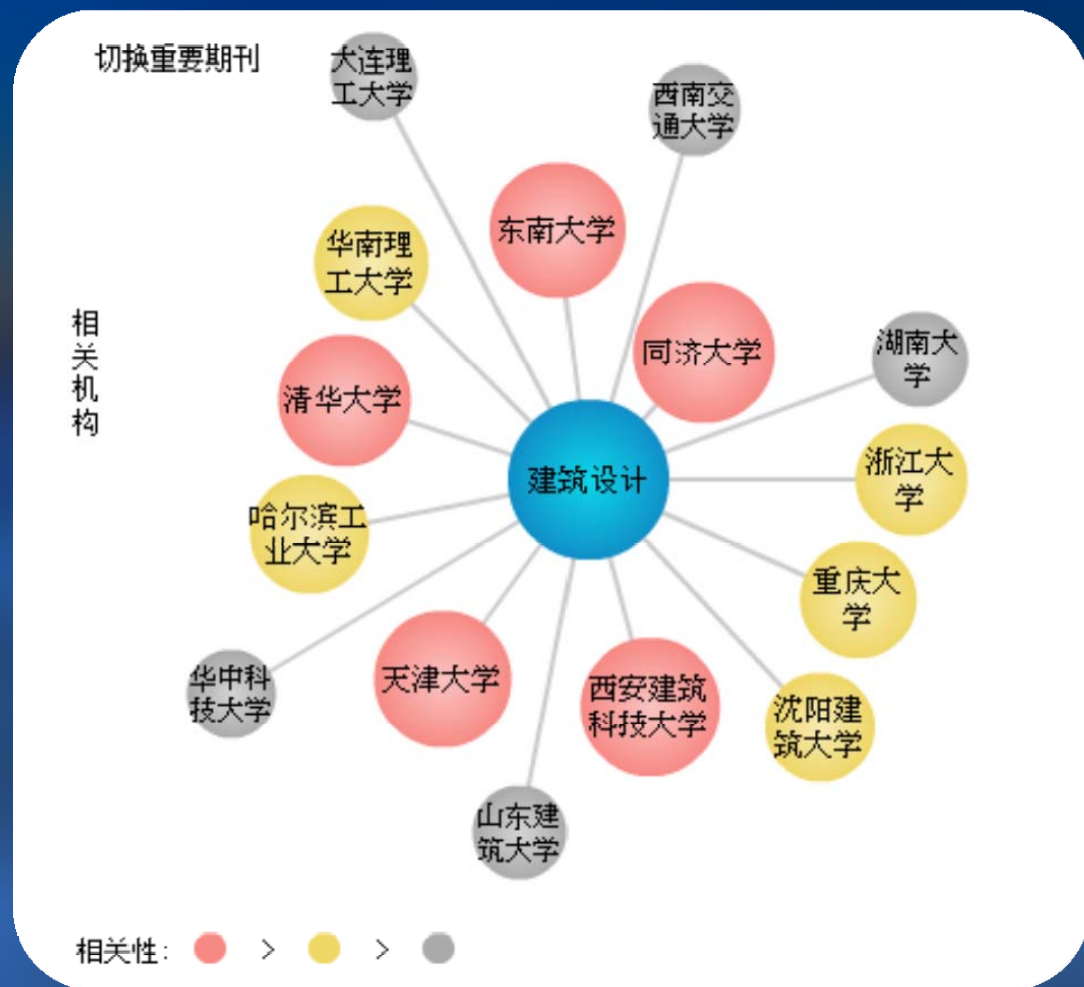 切换重要期刊
大连理
工大学
西南交
通大学
东南大学
华南理
工大学
相
关
机
构
同济大学
湖南大
学
清华大学
建筑设计
浙江大
学
哈尔滨工
业大学
重庆大
学
华中科
技大学
天津大学
西安建筑
科技大学
沈阳建
筑大学
山东建
筑大学
相关性: > >